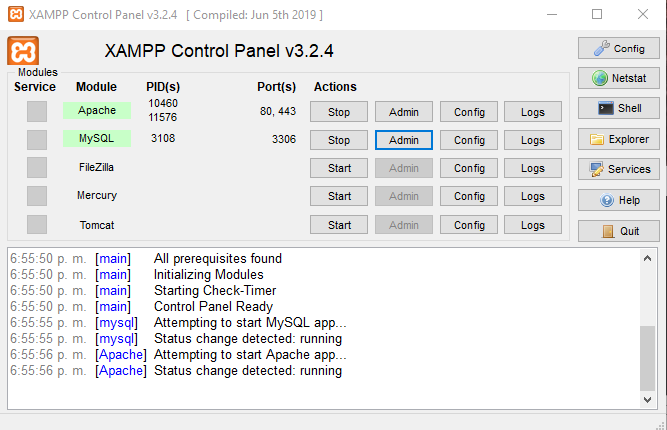 XAMPP Control Panel v3.2.4   [ Compiled: Jun 5th 2019 ]
XAMPP Control Panel v3.2.4
Config
Modules
Service Module PID(s) Port(s) Actions
Netstat
Apache 10460 11576 80, 443 Stop Admin Config Logs
Shell
MySQL 3108 3306 Stop Admin Config Logs
Explorer
FileZilla Start Admin Config Logs
Services
Mercury Start Admin Config Logs
Help
Tomcat Start Admin Config Logs
Quit
6:55:50 p. m. [main] All prerequisites found
6:55:50 p. m. [main] Initializing Modules
6:55:50 p. m. [main] Starting Check-Timer
6:55:50 p. m. [main] Control Panel Ready
6:55:55 p. m. [mysql] Attempting to start MySQL app...
6:55:55 p. m. [mysql] Status change detected: running
6:55:56 p. m. [Apache] Attempting to start Apache app...
6:55:56 p. m. [Apache] Status change detected: running